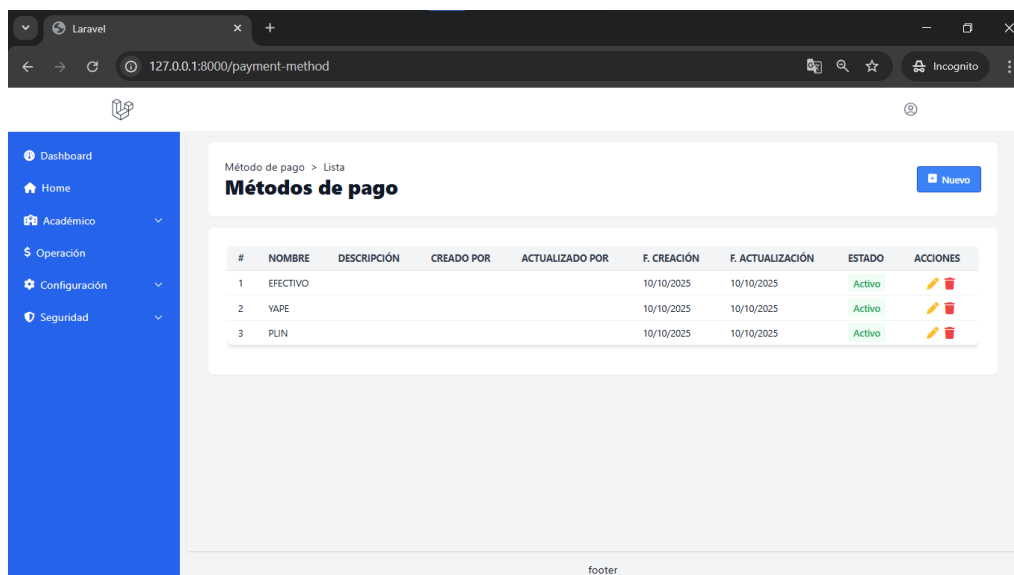 Laravel
127.0.0.1:8000/payment-method
Incognito
Dashboard
Home
Académico
Operación
Configuración
Seguridad
Método de pago > Lista
Métodos de pago
Nuevo
# NOMBRE DESCRIPCIÓN CREADO POR ACTUALIZADO POR F. CREACIÓN F. ACTUALIZACIÓN ESTADO ACCIONES
1 EFECTIVO 10/10/2025 10/10/2025 Activo
2 YAPE 10/10/2025 10/10/2025 Activo
3 PLIN 10/10/2025 10/10/2025 Activo
footer